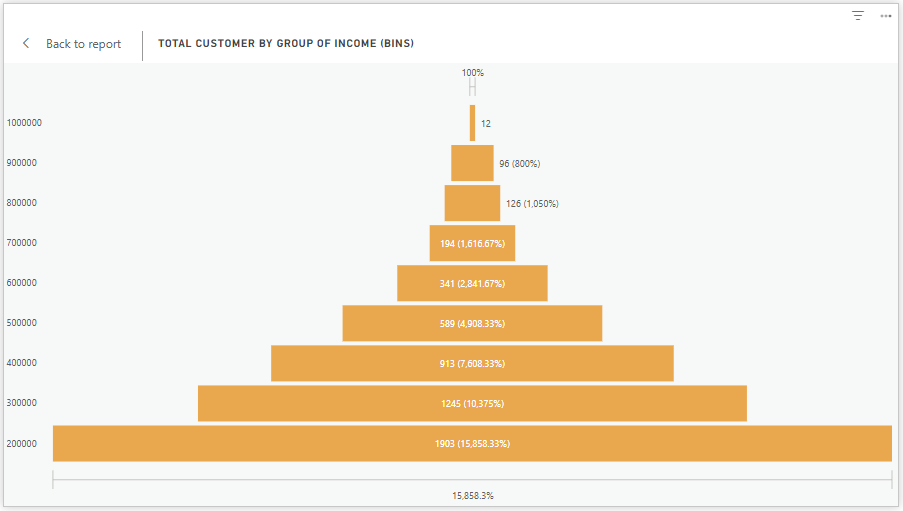 Back to report
TOTAL CUSTOMER BY GROUP OF INCOME (BINS)
100%
1000000 12
900000 96 (800%)
800000 126 (1,050%)
700000 194 (1,616.67%)
600000 341 (2,841.67%)
500000 589 (4,908.33%)
400000 913 (7,608.33%)
300000 1245 (10,375%)
200000 1903 (15,858.33%)
15,858.3%